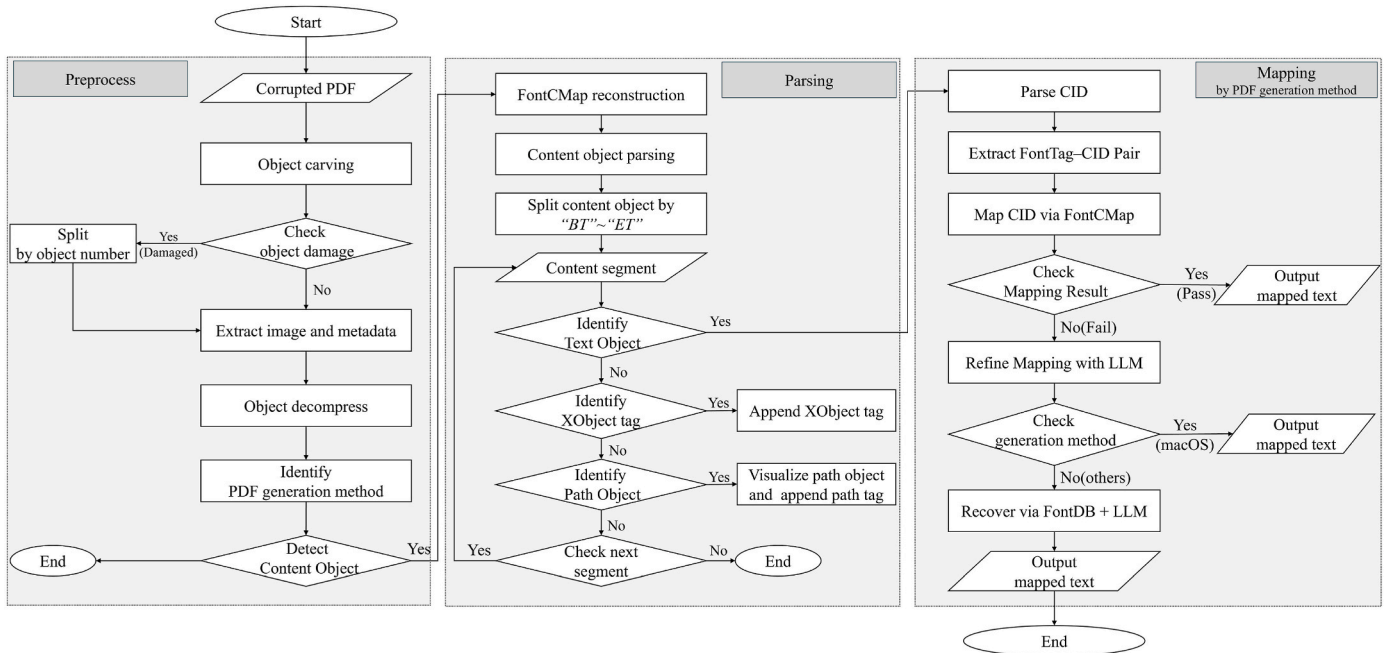 Start
Preprocess
Corrupted PDF
Object carving
Check
object damage
Yes
(Damaged)
Split
by object number
No
Extract image and metadata
Object decompress
Identify
PDF generation method
Detect
Content Object
End
Yes
Parsing
FontCMap reconstruction
Content object parsing
Split content object by
“BT”~“ET”
Content segment
Identify
Text Object
Yes
No
Identify
XObject tag
Yes
Append XObject tag
No
Identify
Path Object
Yes
Visualize path object
and append path tag
No
Check next
segment
Yes
No
End
Mapping
by PDF generation method
Parse CID
Extract FontTag–CID Pair
Map CID via FontCMap
Check
Mapping Result
Yes
(Pass)
Output
mapped text
No(Fail)
Refine Mapping with LLM
Check
generation method
Yes
(macOS)
Output
mapped text
No(others)
Recover via FontDB + LLM
Output
mapped text
End